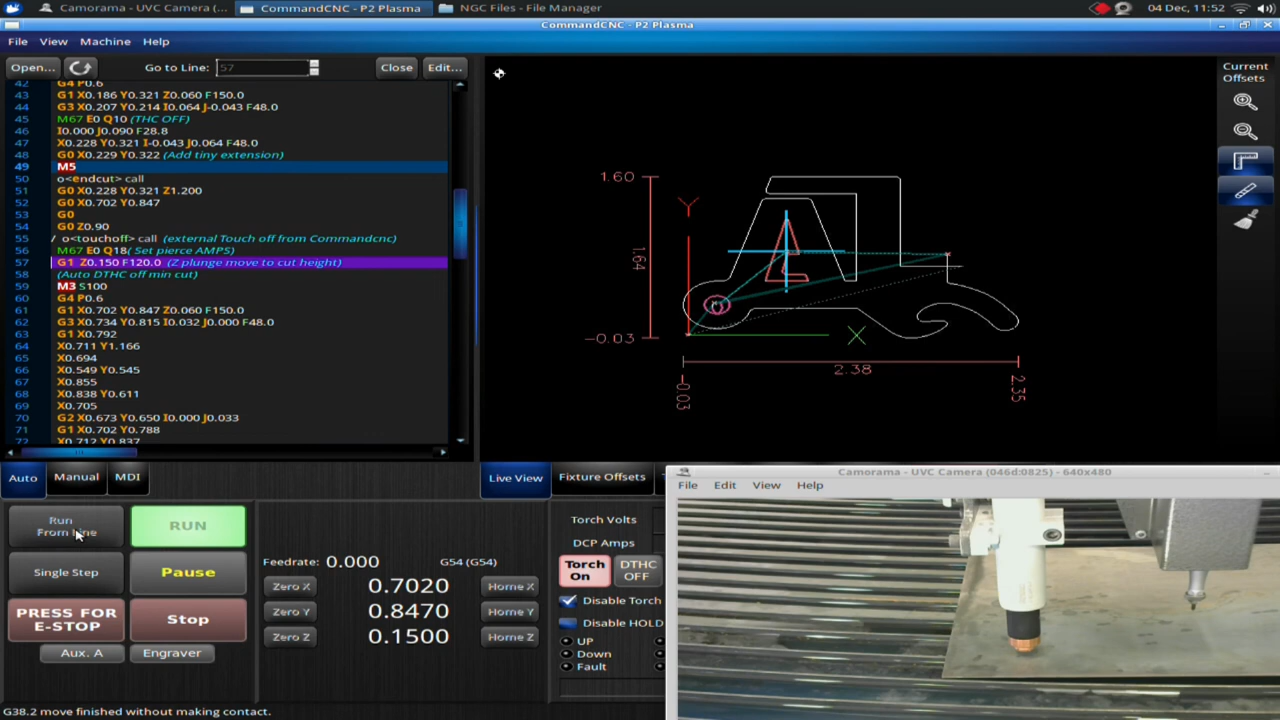 Camorama - UVC Camera (... CommandCNC - P2 Plasma NGC Files - File Manager 04 Dec, 11:52
CommandCNC - P2 Plasma
File View Machine Help
Open... Go to Line: 57 Close Edit...
42 G4 P0.6
43 G1 X0.186 Y0.321 Z0.060 F150.0
44 G3 X0.207 Y0.214 I0.064 J-0.043 F48.0
45 M67 E0 Q10 (THC OFF)
46 I0.000 J0.090 F28.8
47 X0.228 Y0.321 I-0.043 J0.064 F48.0
48 G0 X0.229 Y0.322 (Add tiny extension)
49 M5
50 o<endcut> call
51 G0 X0.228 Y0.321 Z1.200
52 G0 X0.702 Y0.847
53 G0
54 G0 Z0.90
55 / o<touchoff> call (external Touch off from Commandcnc)
56 M67 E0 Q18( Set pierce AMPS)
57 G1 Z0.150 F120.0 (Z plunge move to cut height)
58 (Auto DTHC off min cut)
59 M3 S100
60 G4 P0.6
61 G1 X0.702 Y0.847 Z0.060 F150.0
62 G3 X0.734 Y0.815 I0.032 J0.000 F48.0
63 G1 X0.792
64 X0.711 Y1.166
65 X0.694
66 X0.549 Y0.545
67 X0.855
68 X0.838 Y0.611
69 X0.705
70 G2 X0.673 Y0.650 I0.000 J0.033
71 G1 X0.702 Y0.788
72 X0.712 Y0.837
1.60
Y
1.64
-0.03
X
2.38
-0.03
2.35
Current
Offsets
Auto Manual MDI
Live View Fixture Offsets
Run
From Line
RUN
Single Step
Pause
PRESS FOR
E-STOP
Stop
Aux. A Engraver
Feedrate: 0.000 G54 (G54)
Zero X 0.7020 Home X
Zero Y 0.8470 Home Y
Zero Z 0.1500 Home Z
Torch Volts
DCP Amps
Torch
On
DTHC
OFF
Disable Torch
Disable HOLD
UP
Down
Fault
Camorama - UVC Camera (046d:0825) - 640x480
File Edit View Help
G38.2 move finished without making contact.